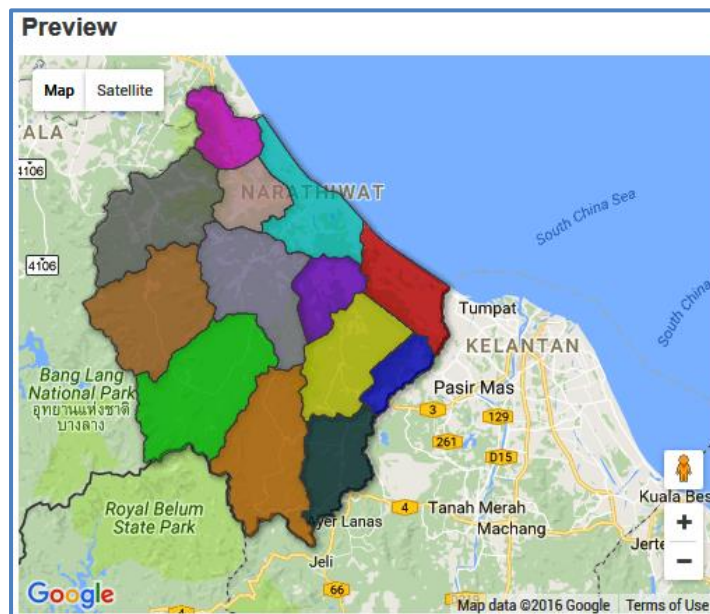 Preview
Map Satellite
ALA
4106
NARATHIWAT
South China Sea
4106
South China
Tumpat
KELANTAN
Bang Lang
National Park
อุทยานแห่งชาติ
บางลาง
Pasir Mas
3
129
261
D15
Royal Belum
State Park
4
Tanah Merah
Kuala Bes
yer Lanas
Machang
+
Jerte
Jeli
−
66
Google
4
Map data ©2016 Google Terms of Use